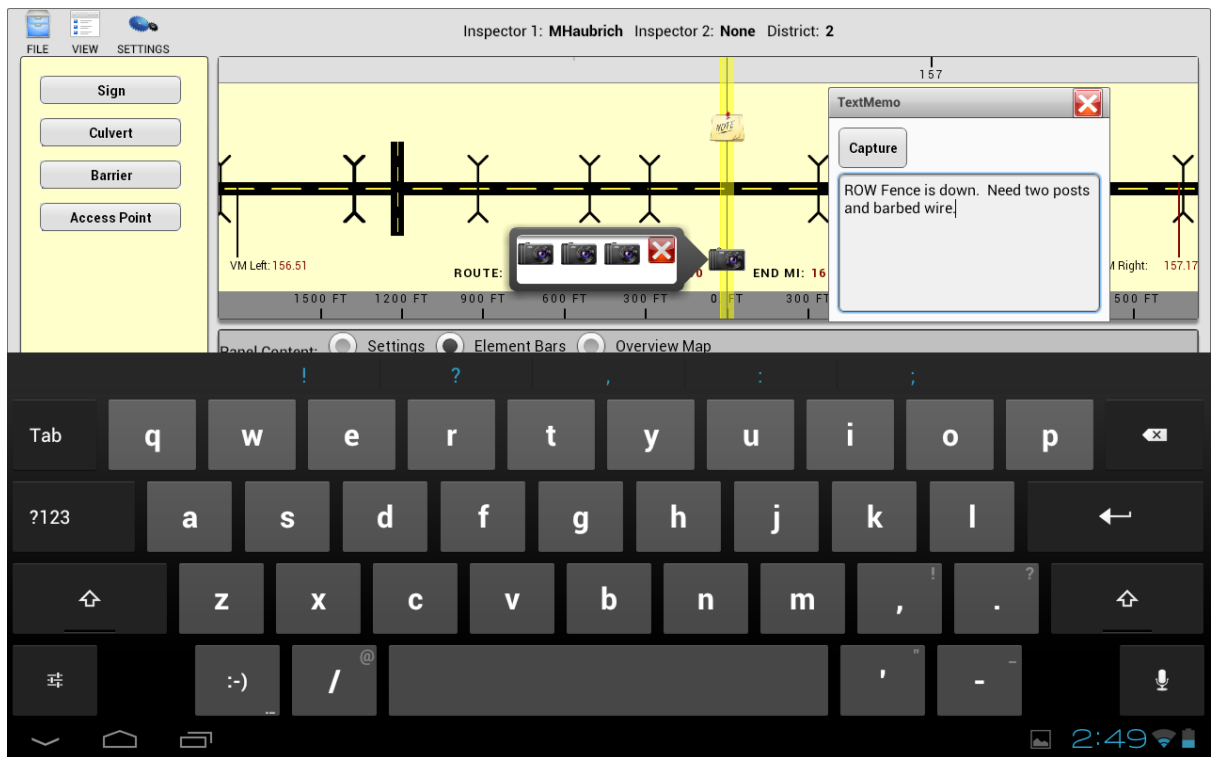 Inspector 1: MHaubrich Inspector 2: None District: 2
FILE VIEW SETTINGS
Sign
Culvert
Barrier
Access Point
157
NOTE
VM Left: 156.51
ROUTE:
END MI: 16
Right: 157.17
1500 FT 1200 FT 900 FT 600 FT 300 FT 0 FT 300 FT 500 FT
TextMemo
Capture
ROW Fence is down. Need two posts
and barbed wire.
Panel Content: Settings Element Bars Overview Map
! ? , : ;
Tab q w e r t y u i o p
?123 a s d f g h j k l
z x c v b n m , ! . ?
:-) ... / @ ' " - _
2:49